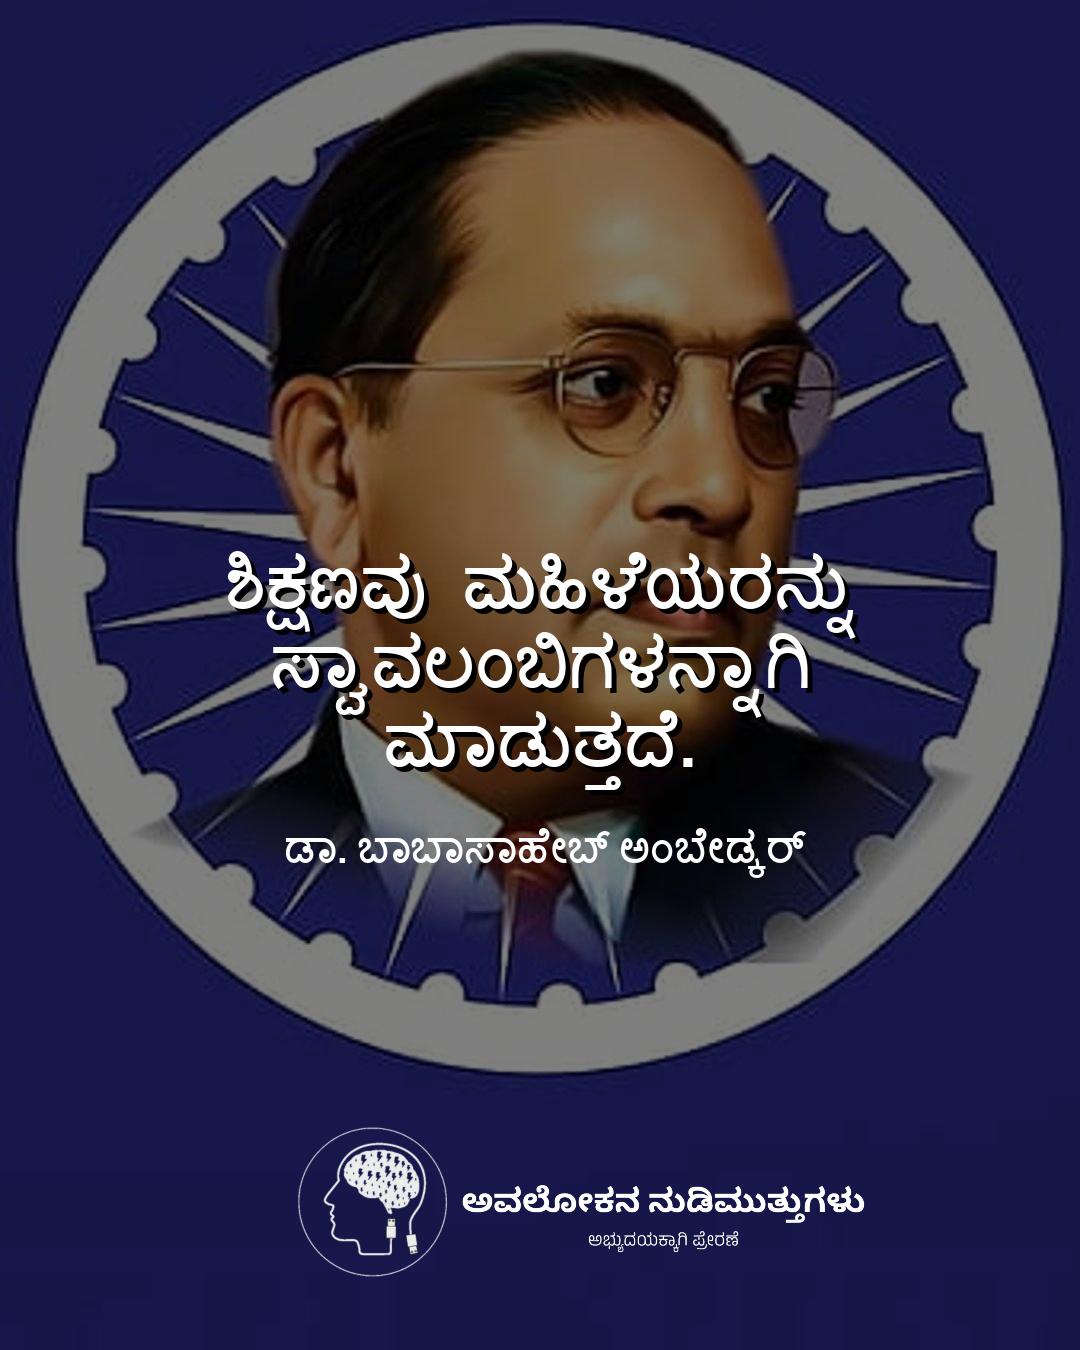 ಶಿಕ್ಷಣವು ಮಹಿಳೆಯರನ್ನು
ಸ್ವಾವಲಂಬಿಗಳನ್ನಾಗಿ
ಮಾಡುತ್ತದೆ.
ಡಾ. ಬಾಬಾಸಾಹೇಬ್ ಅಂಬೇಡ್ಕರ್
ಅವಲೋಕನ ನುಡಿಮುತ್ತುಗಳು
ಅಭ್ಯುದಯಕ್ಕಾಗಿ ಪ್ರೇರಣೆ